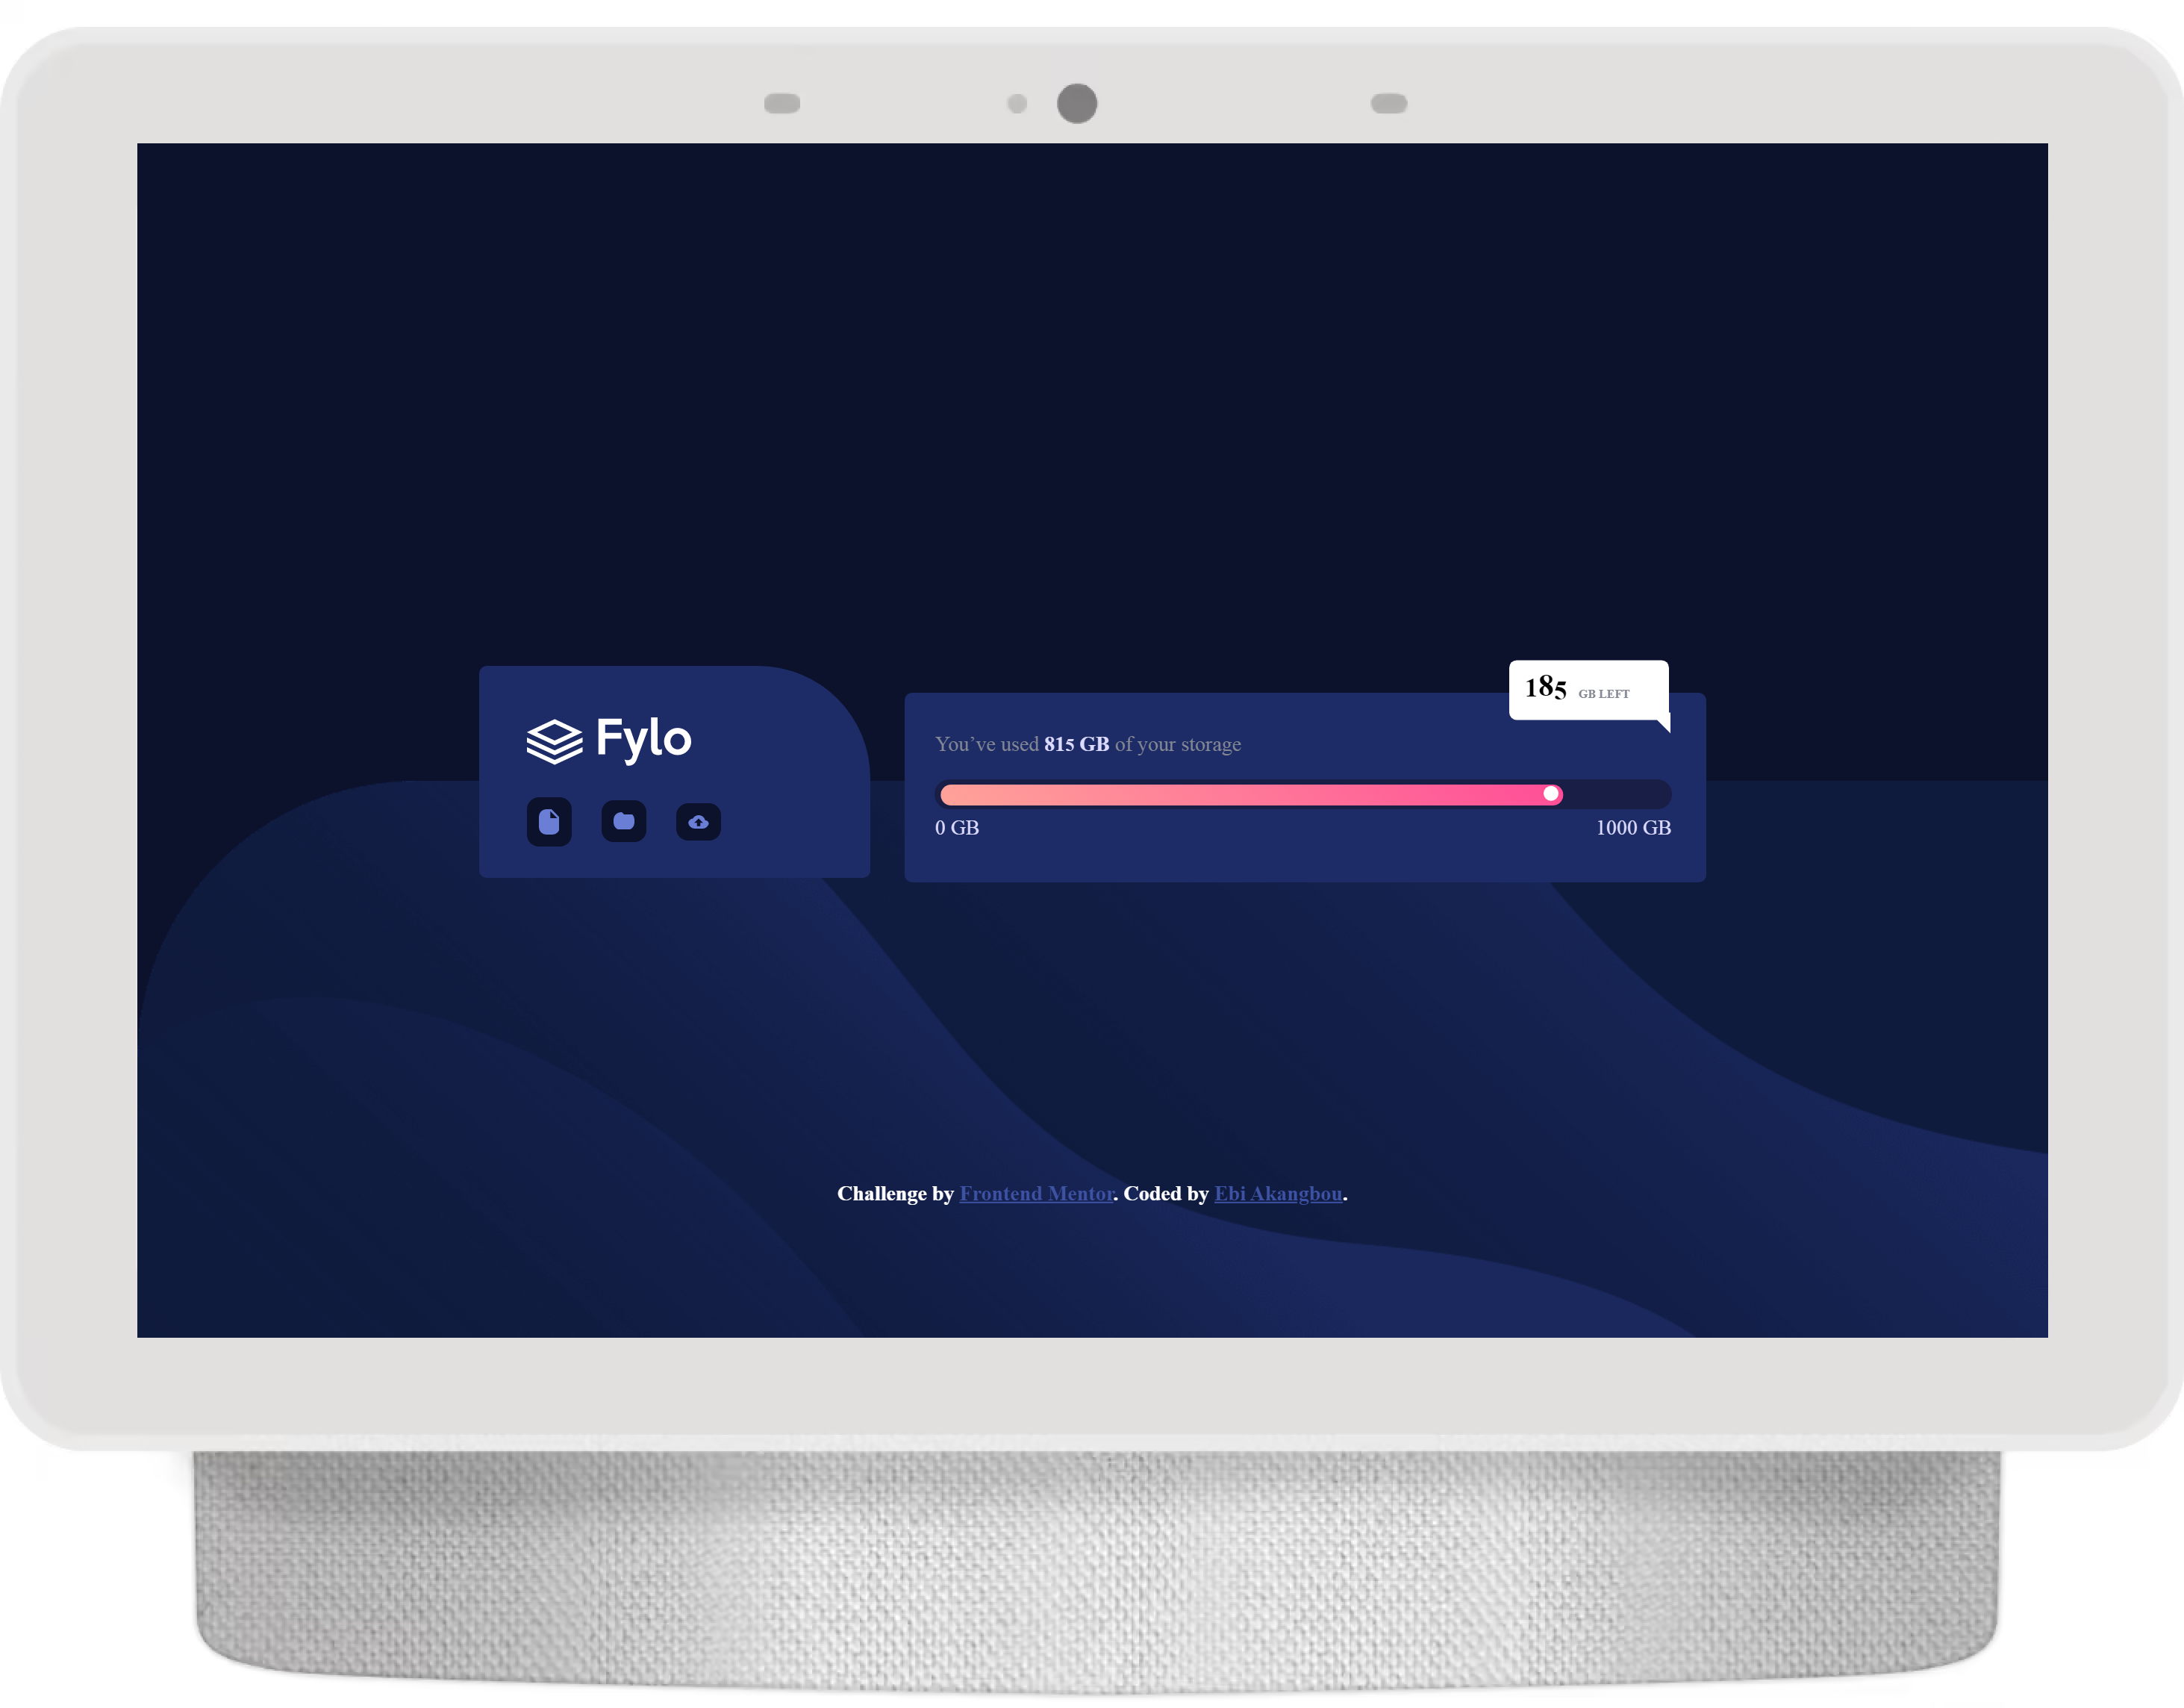 Fylo
185 GB LEFT
You’ve used 815 GB of your storage
0 GB 1000 GB
Challenge by Frontend Mentor. Coded by Ebi Akangbou.